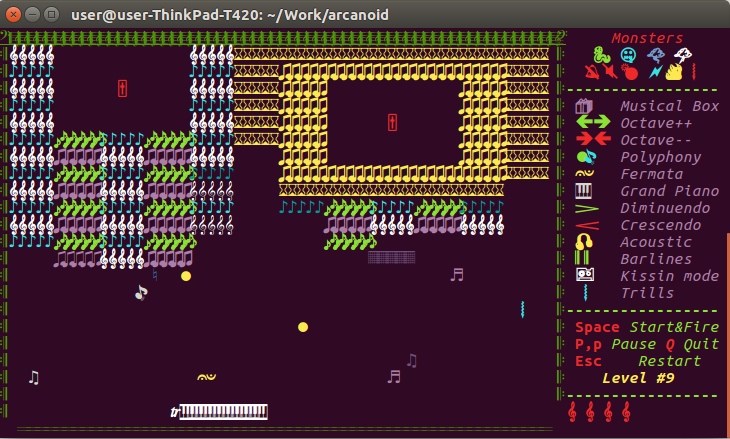 user@user-ThinkPad-T420: ~/Work/arcanoid
Monsters
Musical Box
Octave++
Octave--
Polyphony
Fermata
Grand Piano
Diminuendo
Crescendo
Acoustic
Barlines
Kissin mode
Trills
Space Start&Fire
P,p Pause Q Quit
Esc Restart
Level #9
tr